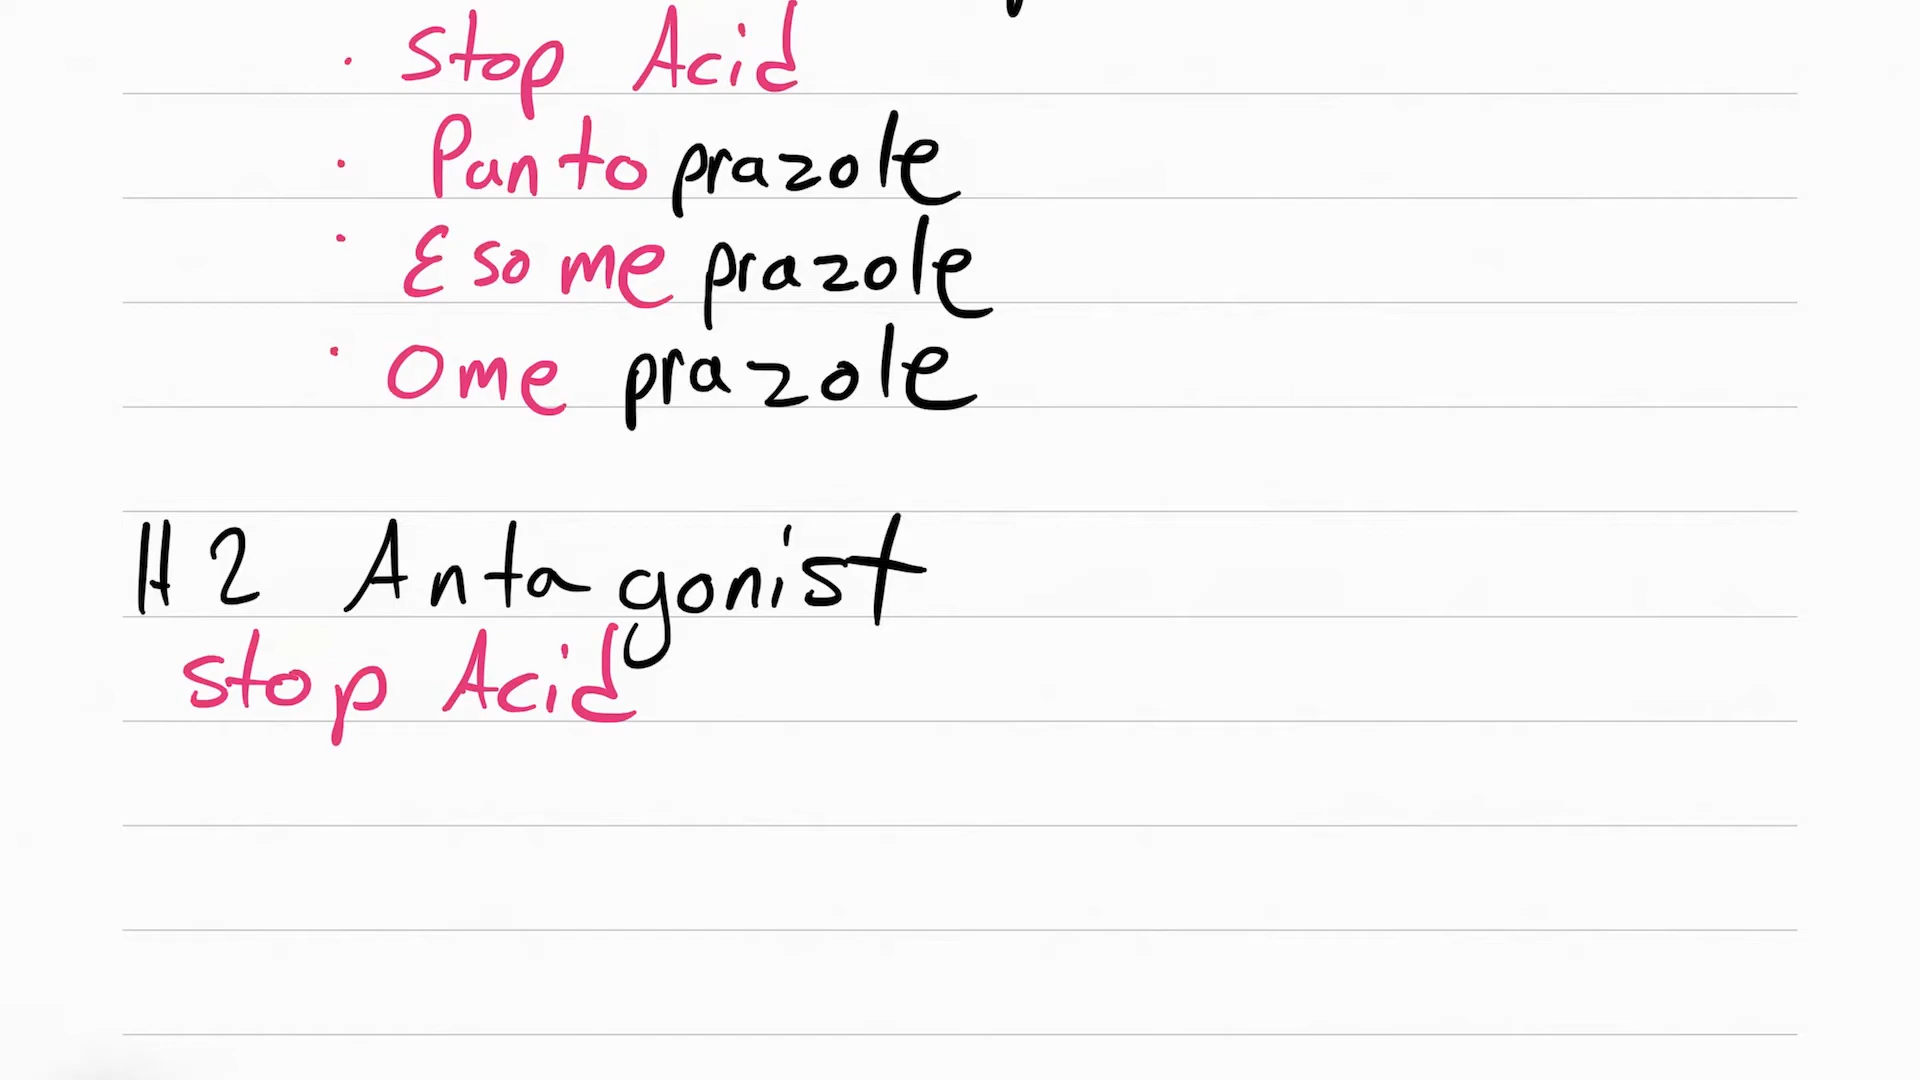 · Stop Acid
· Pantoprazole
· Esomeprazole
· Omeprazole
H2 Antagonist
Stop Acid